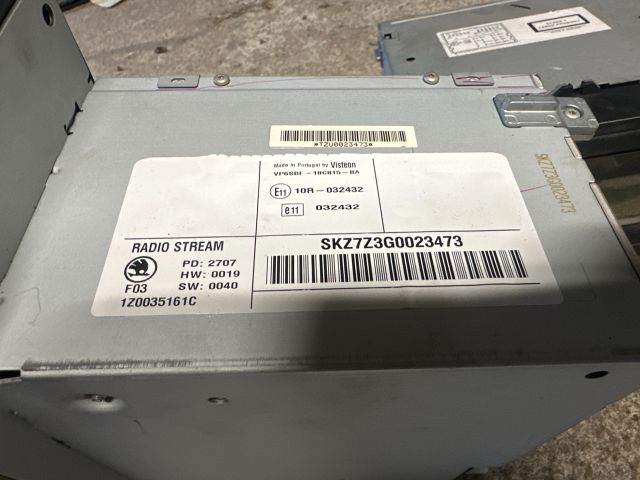 *TZU0023473*
Made in Portugal by Visteon
VP6SBF-18C815-BA
E11 10R-032432
e11 032432
RADIO STREAM
PD: 2707
HW: 0019
F03 SW: 0040
1Z0035161C
SKZ7Z3G0023473
SKZ7Z3G0023473